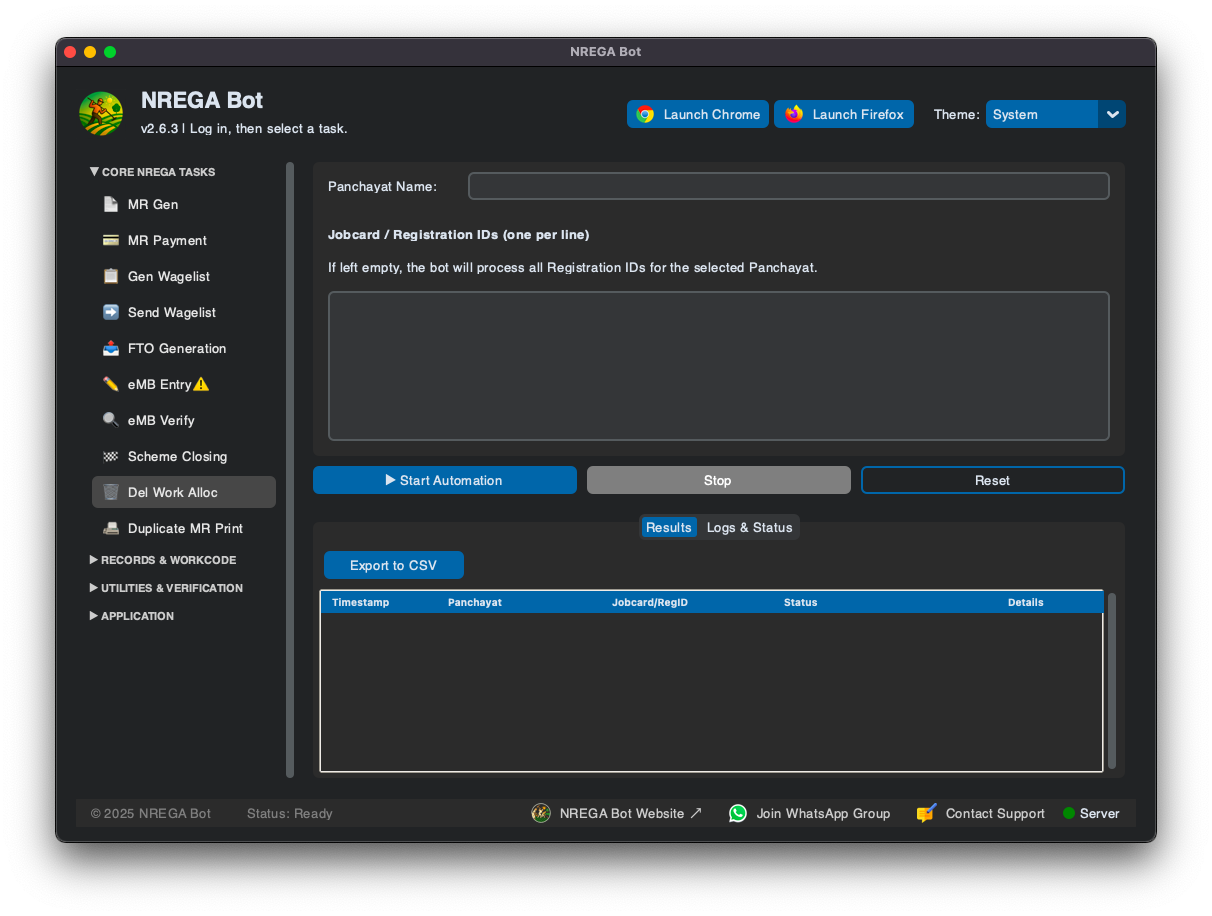 NREGA Bot
NREGA Bot
v2.6.3 | Log in, then select a task.
Launch Chrome
Launch Firefox
Theme:
System
▼ CORE NREGA TASKS
MR Gen
MR Payment
Gen Wagelist
Send Wagelist
FTO Generation
eMB Entry⚠️
eMB Verify
Scheme Closing
Del Work Alloc
Duplicate MR Print
▶ RECORDS & WORKCODE
▶ UTILITIES & VERIFICATION
▶ APPLICATION
Panchayat Name:
Jobcard / Registration IDs (one per line)
If left empty, the bot will process all Registration IDs for the selected Panchayat.
▶ Start Automation
Stop
Reset
Results
Logs & Status
Export to CSV
Timestamp Panchayat Jobcard/RegID Status Details
© 2025 NREGA Bot
Status: Ready
NREGA Bot Website ↗
Join WhatsApp Group
Contact Support
Server